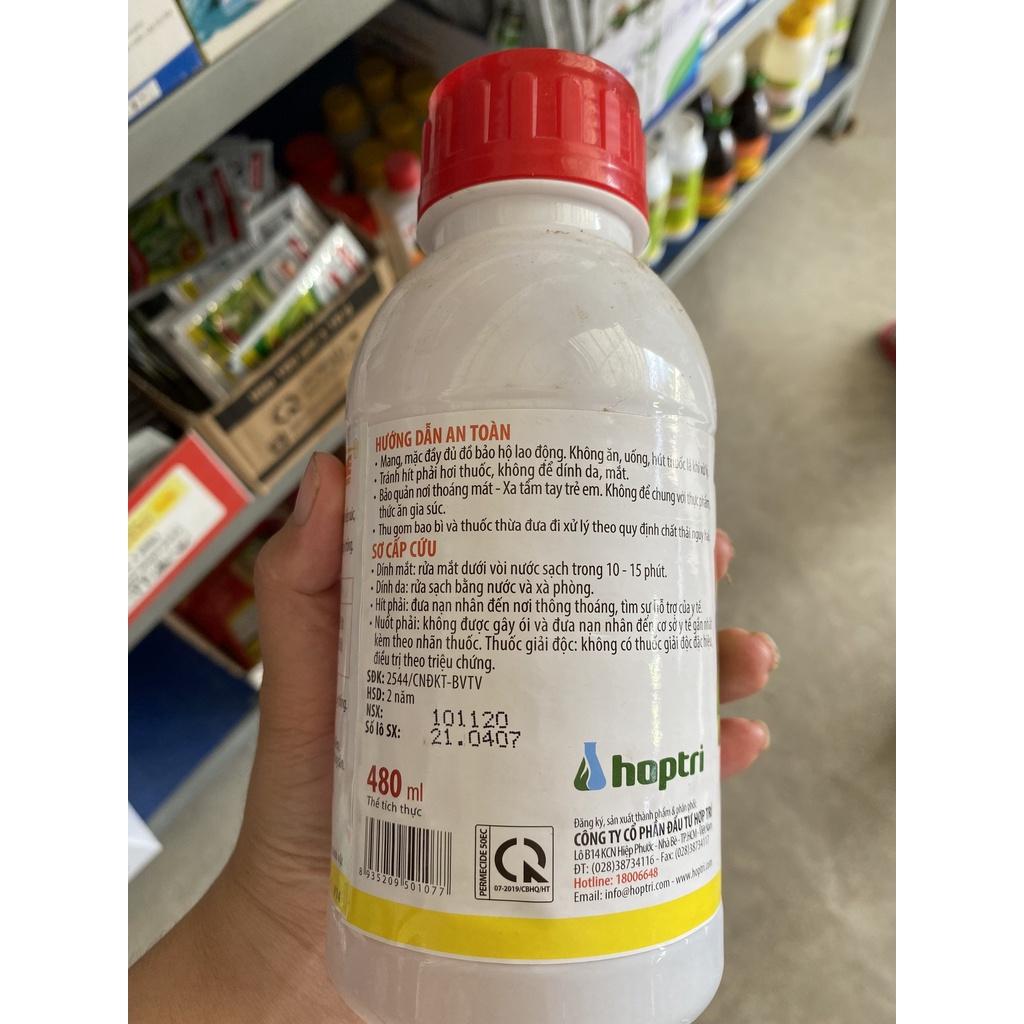 HƯỚNG DẪN AN TOÀN
• Mang, mặc đầy đủ đồ bảo hộ lao động. Không ăn, uống, hút thuốc lá khi xử lý
• Tránh hít phải hơi thuốc, không để dính da, mắt.
• Bảo quản nơi thoáng mát - Xa tầm tay trẻ em. Không để chung với thực phẩm,
thức ăn gia súc.
• Thu gom bao bì và thuốc thừa đưa đi xử lý theo quy định chất thải nguy hại.
SƠ CẤP CỨU
• Dính mắt: rửa mắt dưới vòi nước sạch trong 10 - 15 phút.
• Dính da: rửa sạch bằng nước và xà phòng.
• Hít phải: đưa nạn nhân đến nơi thông thoáng, tìm sự hỗ trợ của y tế.
• Nuốt phải: không được gây ói và đưa nạn nhân đến cơ sở y tế gần nhất
kèm theo nhãn thuốc. Thuốc giải độc: không có thuốc giải độc đặc hiệu,
điều trị theo triệu chứng.
SĐK: 2544/CNĐKT-BVTV
HSD: 2 năm
NSX: 101120
Số lô SX: 21.0407
480 ml
Thể tích thực
8 935209 501077
PERMECIDE 50EC
07-2019/CBHQ/HT
hoptri
Đăng ký, sản xuất thành phẩm & phân phối:
CÔNG TY CỔ PHẦN ĐẦU TƯ HỢP TRÍ
Lô B14 KCN Hiệp Phước - Nhà Bè - TP.HCM - Việt Nam
ĐT: (028)38734116 - Fax: (028)38734117
Hotline: 18006648
Email: info@hoptri.com - www.hoptri.com